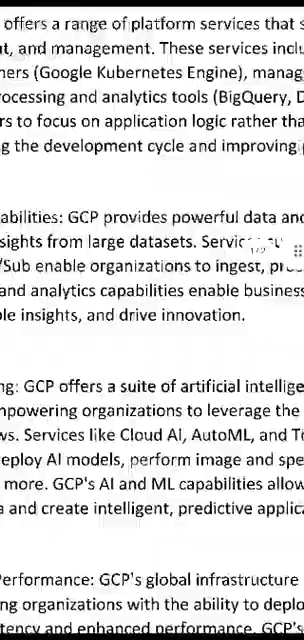 offers a range of platform services that s
t, and management. These services inclu
ners (Google Kubernetes Engine), manag
rocessing and analytics tools (BigQuery, D
rs to focus on application logic rather tha
g the development cycle and improving
abilities: GCP provides powerful data and
sights from large datasets.
/Sub enable organizations to ingest,
and analytics capabilities enable business
le insights, and drive innovation.
ng: GCP offers a suite of artificial intellige
mpowering organizations to leverage the
ws. Services like Cloud AI, AutoML, and Te
eploy AI models, perform image and spe
more. GCP's AI and ML capabilities allow
a and create intelligent, predictive applica
Performance: GCP's global infrastructure
ng organizations with the ability to deplo
tency and enhanced performance. GCP's